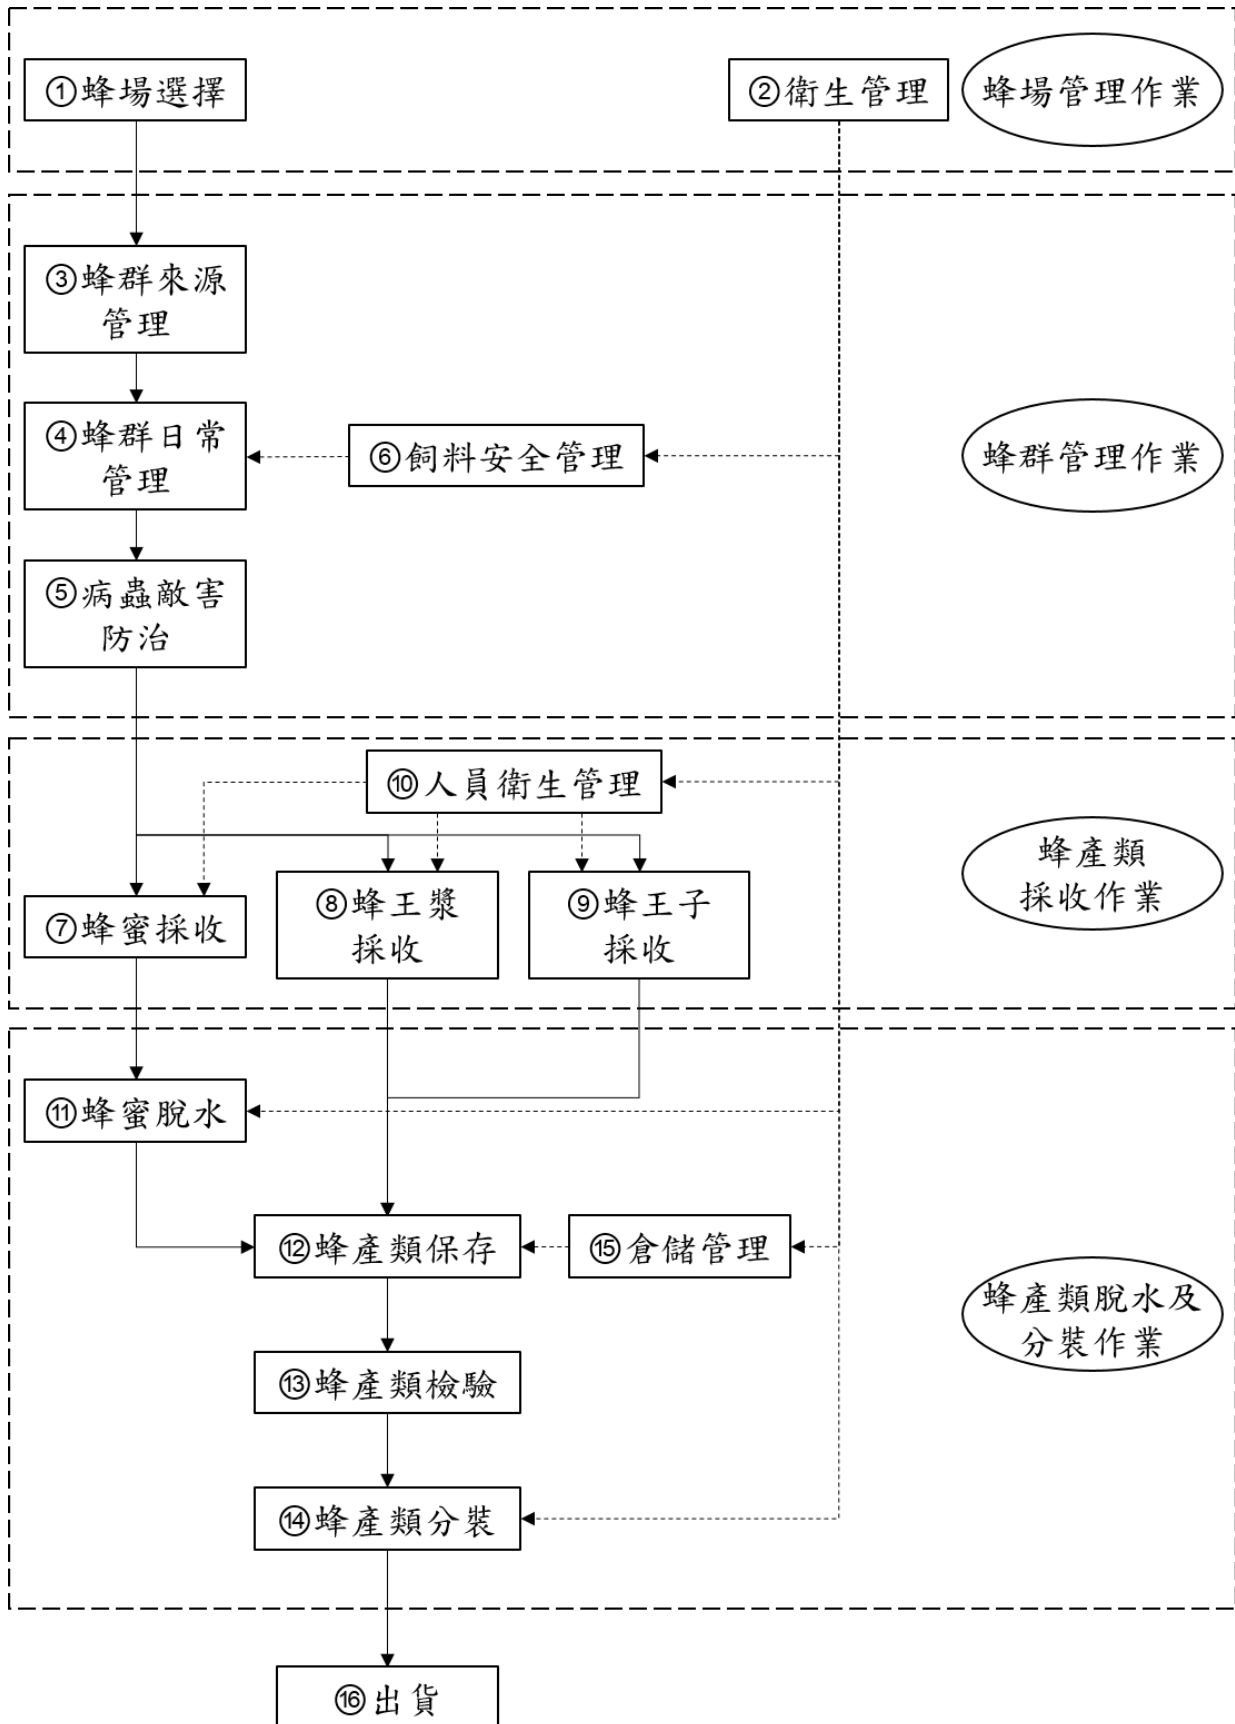 ①蜂場選擇
②衛生管理
蜂場管理作業
③蜂群來源
管理
④蜂群日常
管理
⑥飼料安全管理
蜂群管理作業
⑤病蟲敵害
防治
⑩人員衛生管理
⑦蜂蜜採收
⑧蜂王漿
採收
⑨蜂王子
採收
蜂產類
採收作業
⑪蜂蜜脫水
⑫蜂產類保存
⑮倉儲管理
蜂產類脫水及
分裝作業
⑬蜂產類檢驗
⑭蜂產類分裝
⑯出貨